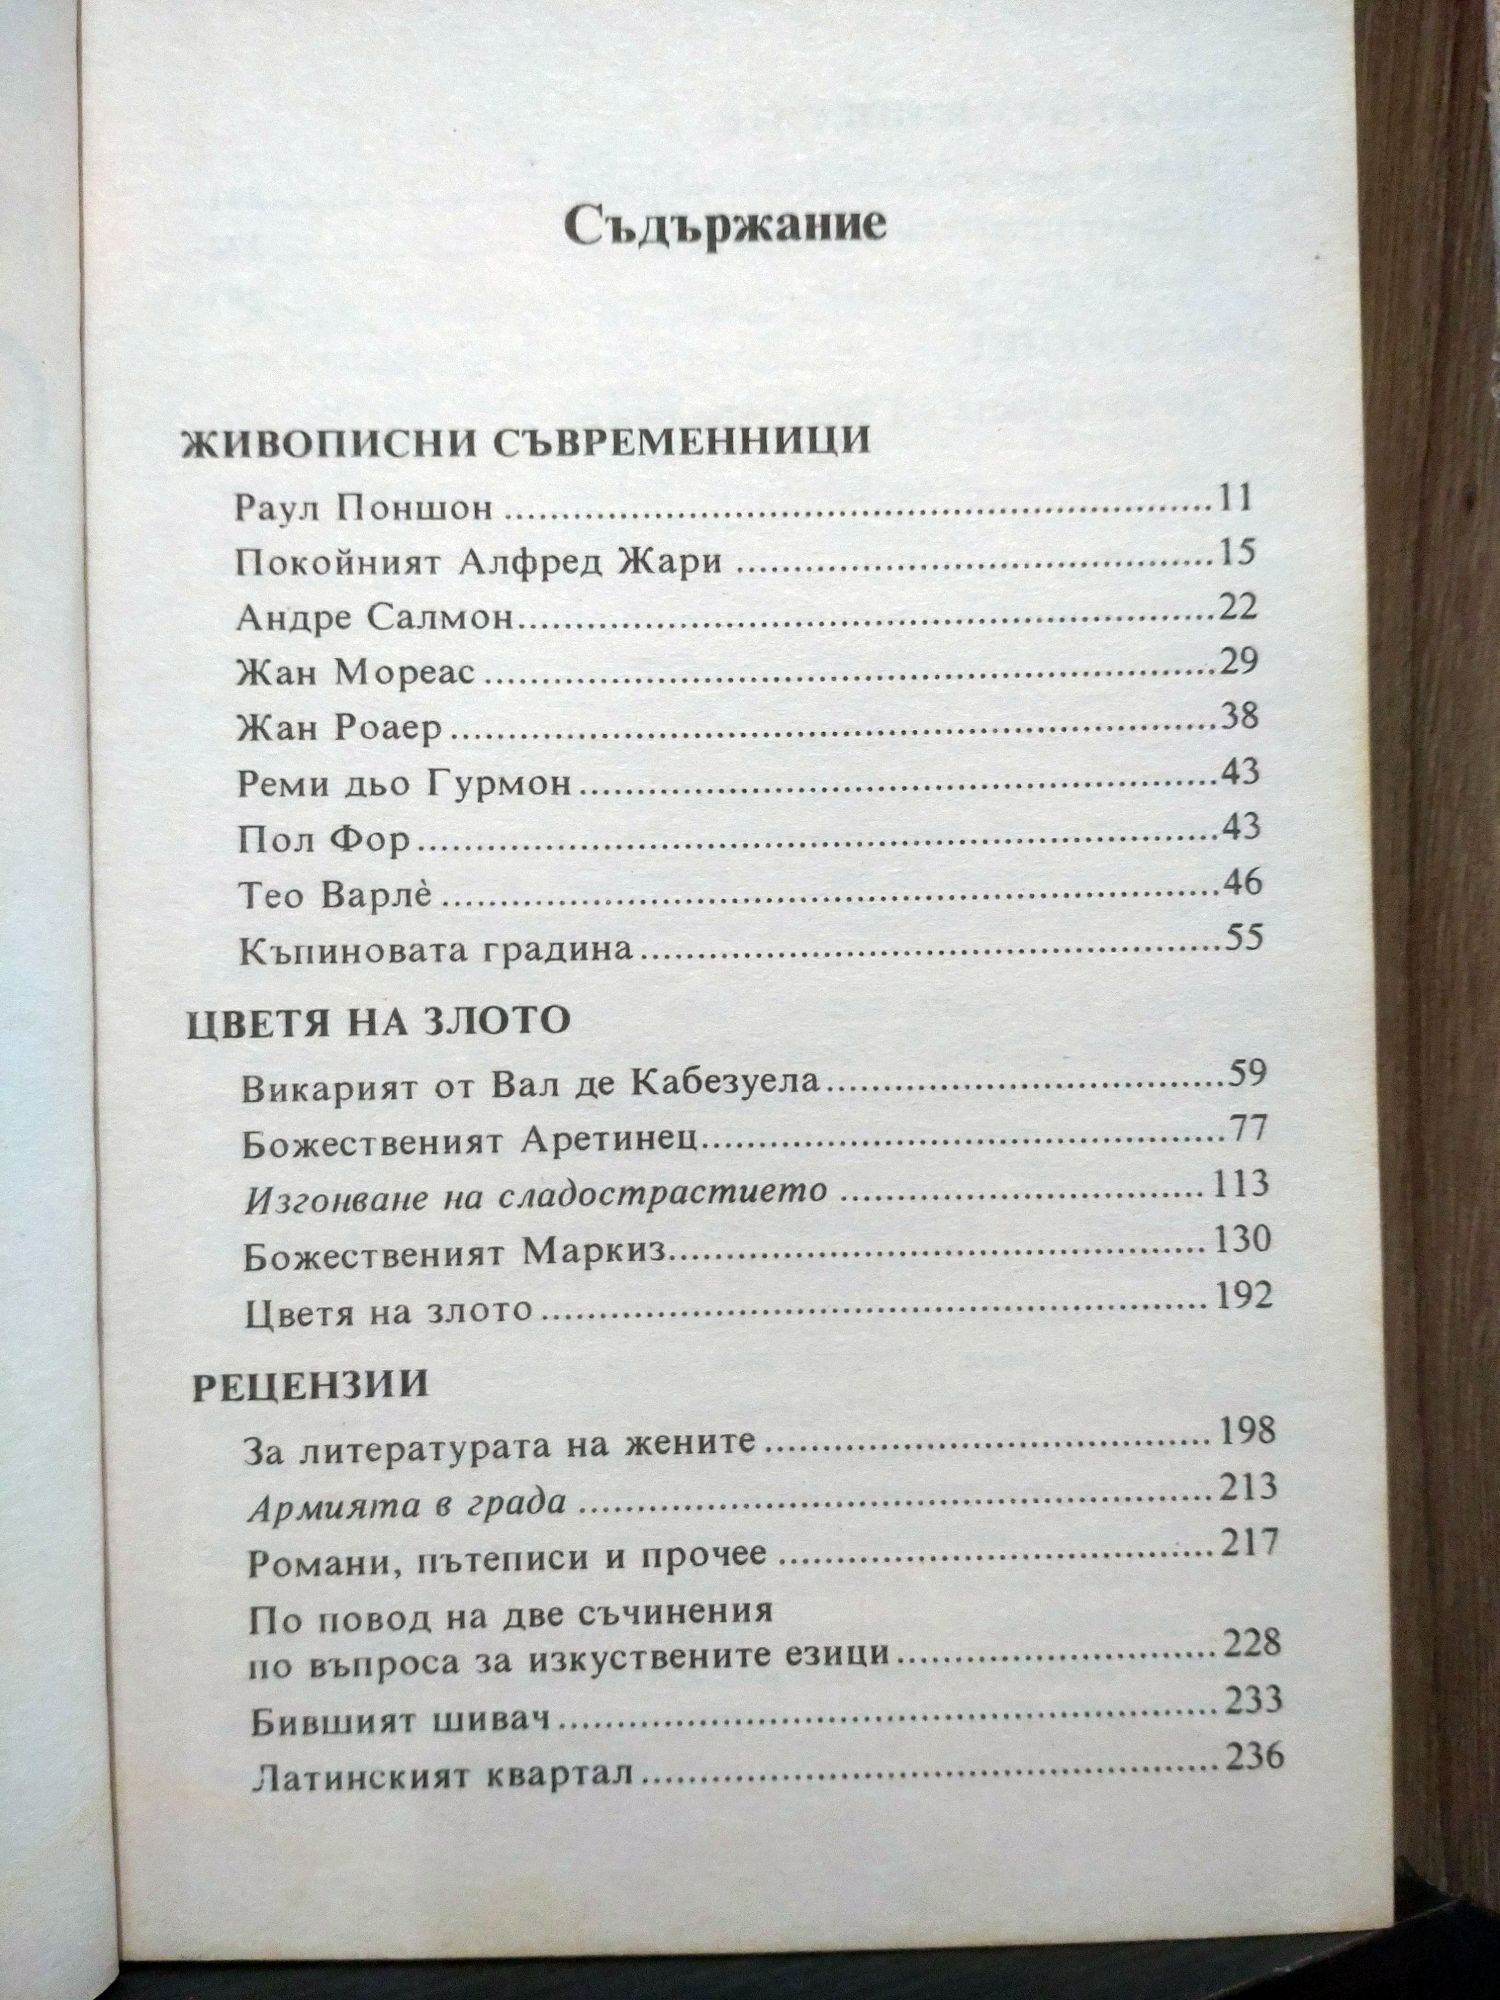 Съдържание
ЖИВОПИСНИ СЪВРЕМЕННИЦИ
Раул Поншон ........ 11
Покойният Алфред Жари ........ 15
Андре Салмон ........ 22
Жан Мореас ........ 29
Жан Роаер ........ 38
Реми дьо Гурмон ........ 43
Пол Фор ........ 43
Тео Варлѐ ........ 46
Къпиновата градина ........ 55
ЦВЕТЯ НА ЗЛОТО
Викарият от Вал де Кабезуела ........ 59
Божественият Аретинец ........ 77
Изгонване на сладострастието ........ 113
Божественият Маркиз ........ 130
Цветя на злото ........ 192
РЕЦЕНЗИИ
За литературата на жените ........ 198
Армията в града ........ 213
Романи, пътеписи и прочее ........ 217
По повод на две съчинения
по въпроса за изкуствените езици ........ 228
Бившият шивач ........ 233
Латинският квартал ........ 236